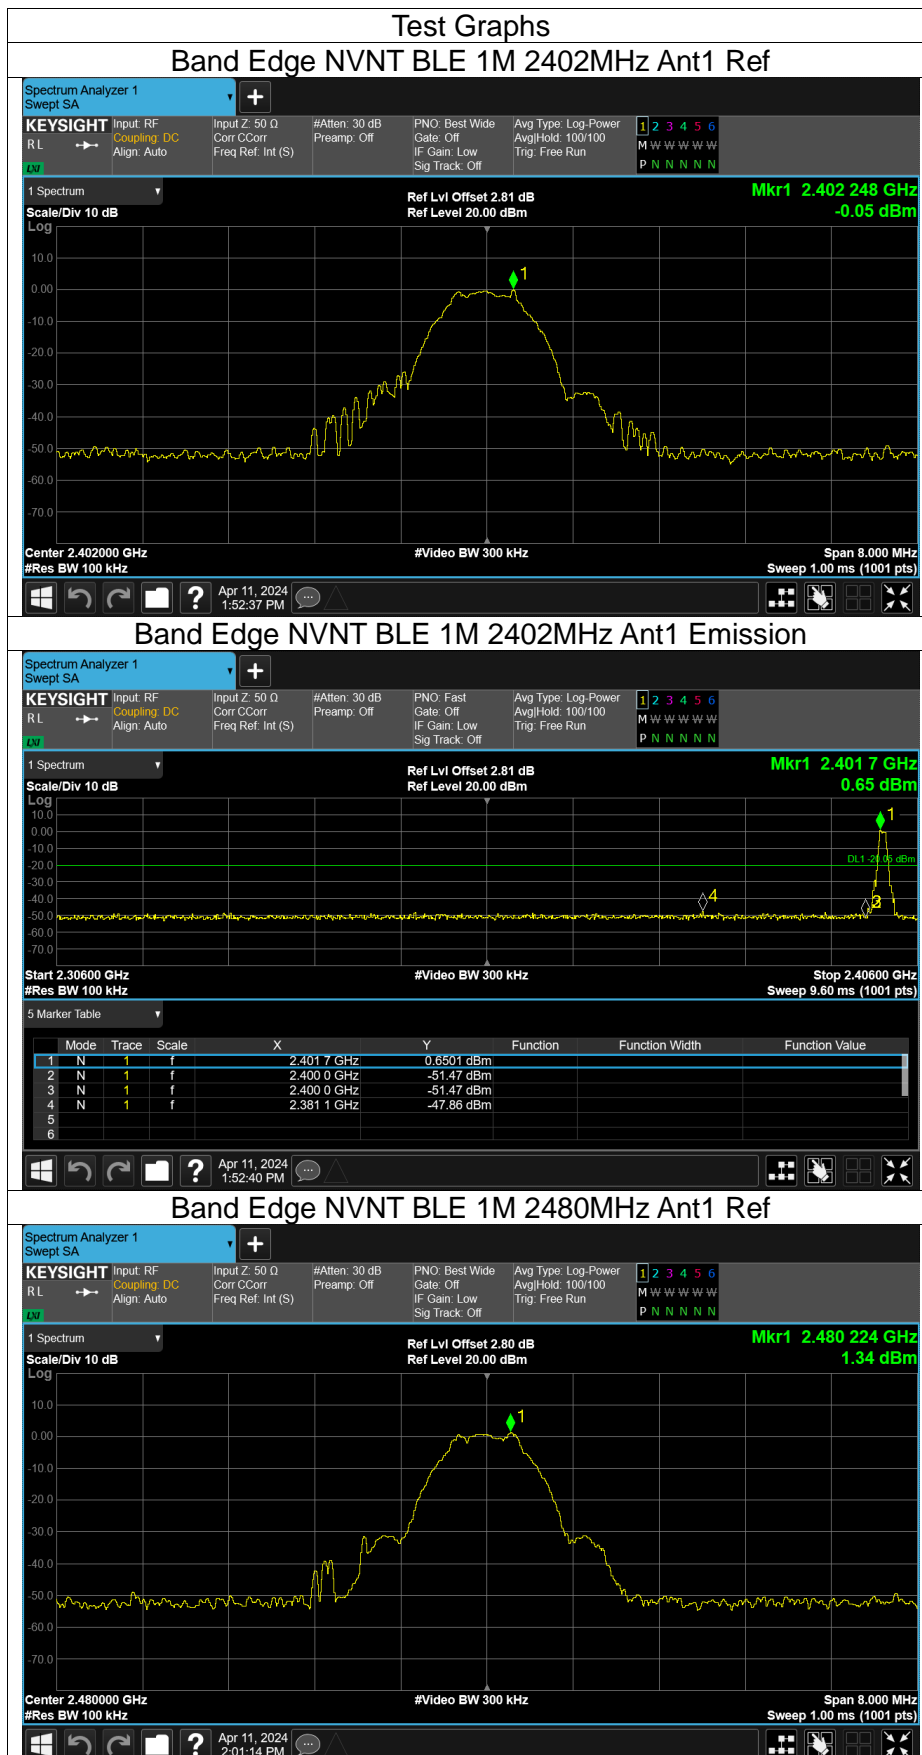 Test Graphs
Band Edge NVNT BLE 1M 2402MHz Ant1 Ref
Spectrum Analyzer 1
Swept SA
KEYSIGHT Input: RF Input Z: 50 Ω #Atten: 30 dB PNO: Best Wide Avg Type: Log-Power 1 2 3 4 5 6
RL Coupling: DC Corr CCorr Preamp: Off Gate: Off Avg|Hold: 100/100 M W W W W W
Align: Auto Freq Ref: Int (S) IF Gain: Low Trig: Free Run
LXI Sig Track: Off P N N N N N
1 Spectrum Ref Lvl Offset 2.81 dB Mkr1 2.402 248 GHz
Scale/Div 10 dB Ref Level 20.00 dBm -0.05 dBm
Log
1
10.0
0.00
-10.0
-20.0
-30.0
-40.0
-50.0
-60.0
-70.0
Center 2.402000 GHz #Video BW 300 kHz Span 8.000 MHz
#Res BW 100 kHz Sweep 1.00 ms (1001 pts)
Apr 11, 2024
1:52:37 PM
Band Edge NVNT BLE 1M 2402MHz Ant1 Emission
Spectrum Analyzer 1
Swept SA
KEYSIGHT Input: RF Input Z: 50 Ω #Atten: 30 dB PNO: Fast Avg Type: Log-Power 1 2 3 4 5 6
RL Coupling: DC Corr CCorr Preamp: Off Gate: Off Avg|Hold: 100/100 M W W W W W
Align: Auto Freq Ref: Int (S) IF Gain: Low Trig: Free Run
LXI Sig Track: Off P N N N N N
1 Spectrum Ref Lvl Offset 2.81 dB Mkr1 2.401 7 GHz
Scale/Div 10 dB Ref Level 20.00 dBm 0.65 dBm
Log
10.0 1
0.00
-10.0
DL1 -20.05 dBm
-20.0
-30.0
-40.0 4 2
-50.0
-60.0
-70.0
Start 2.30600 GHz #Video BW 300 kHz Stop 2.40600 GHz
#Res BW 100 kHz Sweep 9.60 ms (1001 pts)
5 Marker Table
Mode Trace Scale X Y Function Function Width Function Value
1 N 1 f 2.401 7 GHz 0.6501 dBm
2 N 1 f 2.400 0 GHz -51.47 dBm
3 N 1 f 2.400 0 GHz -51.47 dBm
4 N 1 f 2.381 1 GHz -47.86 dBm
5
6
Apr 11, 2024
1:52:40 PM
Band Edge NVNT BLE 1M 2480MHz Ant1 Ref
Spectrum Analyzer 1
Swept SA
KEYSIGHT Input: RF Input Z: 50 Ω #Atten: 30 dB PNO: Best Wide Avg Type: Log-Power 1 2 3 4 5 6
RL Coupling: DC Corr CCorr Preamp: Off Gate: Off Avg|Hold: 100/100 M W W W W W
Align: Auto Freq Ref: Int (S) IF Gain: Low Trig: Free Run
LXI Sig Track: Off P N N N N N
1 Spectrum Ref Lvl Offset 2.80 dB Mkr1 2.480 224 GHz
Scale/Div 10 dB Ref Level 20.00 dBm 1.34 dBm
Log
10.0 1
0.00
-10.0
-20.0
-30.0
-40.0
-50.0
-60.0
-70.0
Center 2.480000 GHz #Video BW 300 kHz Span 8.000 MHz
#Res BW 100 kHz Sweep 1.00 ms (1001 pts)
Apr 11, 2024
2:01:14 PM